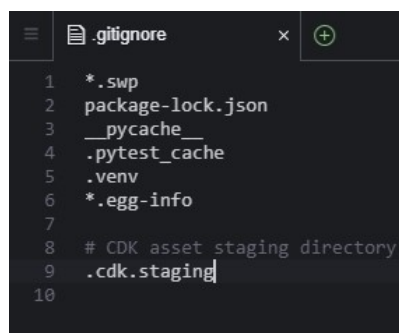 .gitignore
1 *.swp
2 package-lock.json
3 __pycache__
4 .pytest_cache
5 .venv
6 *.egg-info
7
8 # CDK asset staging directory
9 .cdk.staging
10